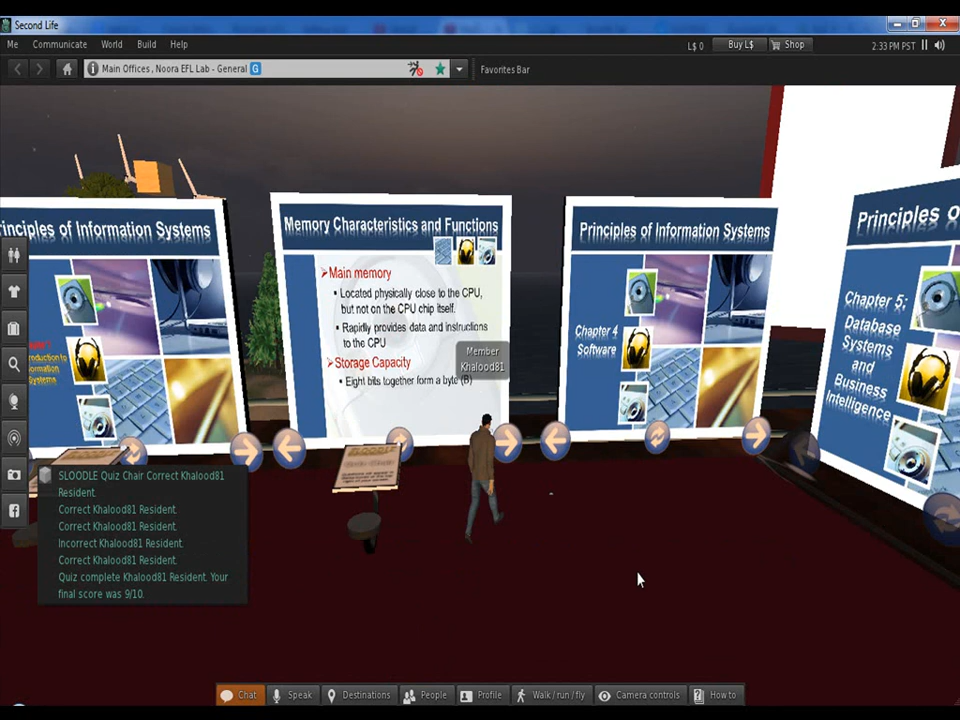 Second Life
Me Communicate World Build Help
L$ 0 Buy L$ Shop 2:33 PM PST
Main Offices , Noora EFL Lab - General G
Favorites Bar
rinciples of Information Systems
roduction to
formation
Systems
Memory Characteristics and Functions
➢Main memory
• Located physically close to the CPU,
but not on the CPU chip itself.
• Rapidly provides data and instructions
to the CPU
➢Storage Capacity
• Eight bits together form a byte (B)
Member
Khalood81
Principles of Information Systems
Chapter 4
Software
Principles o
Chapter 5:
Database
Systems
and
Business
Intelligence
SLOODLE
SLOODLE Quiz Chair Correct Khalood81
Resident.
Correct Khalood81 Resident.
Correct Khalood81 Resident.
Incorrect Khalood81 Resident.
Correct Khalood81 Resident.
Quiz complete Khalood81 Resident. Your
final score was 9/10.
Chat Speak Destinations People Profile Walk / run / fly Camera controls How to